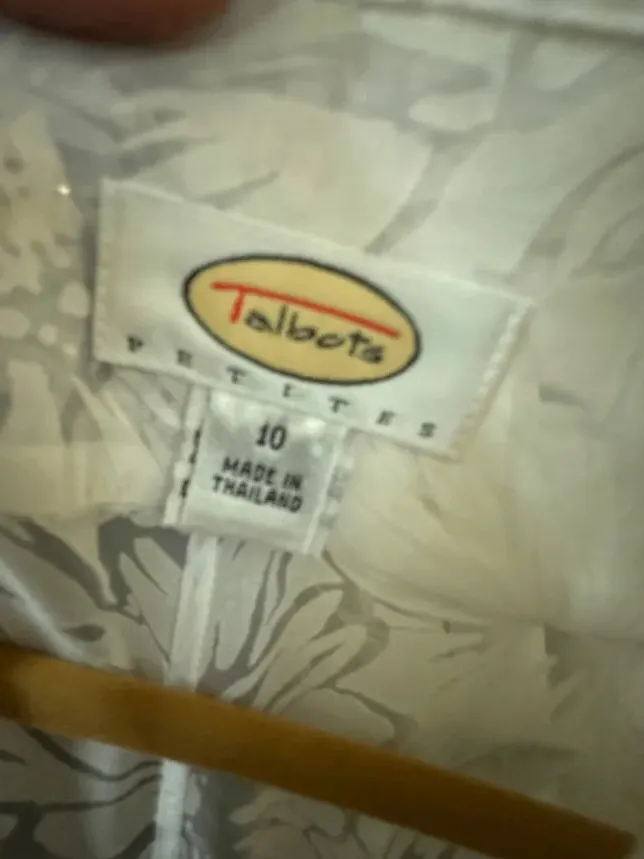 Talbots
PETITES
10
MADE IN
THAILAND